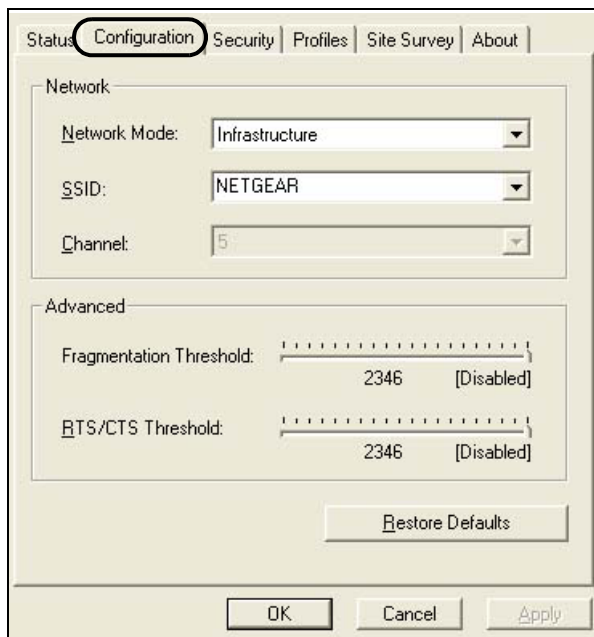 Status Configuration Security Profiles Site Survey About
Network
Network Mode: Infrastructure
SSID: NETGEAR
Channel: 5
Advanced
Fragmentation Threshold:
2346 [Disabled]
RTS/CTS Threshold:
2346 [Disabled]
Restore Defaults
OK Cancel Apply